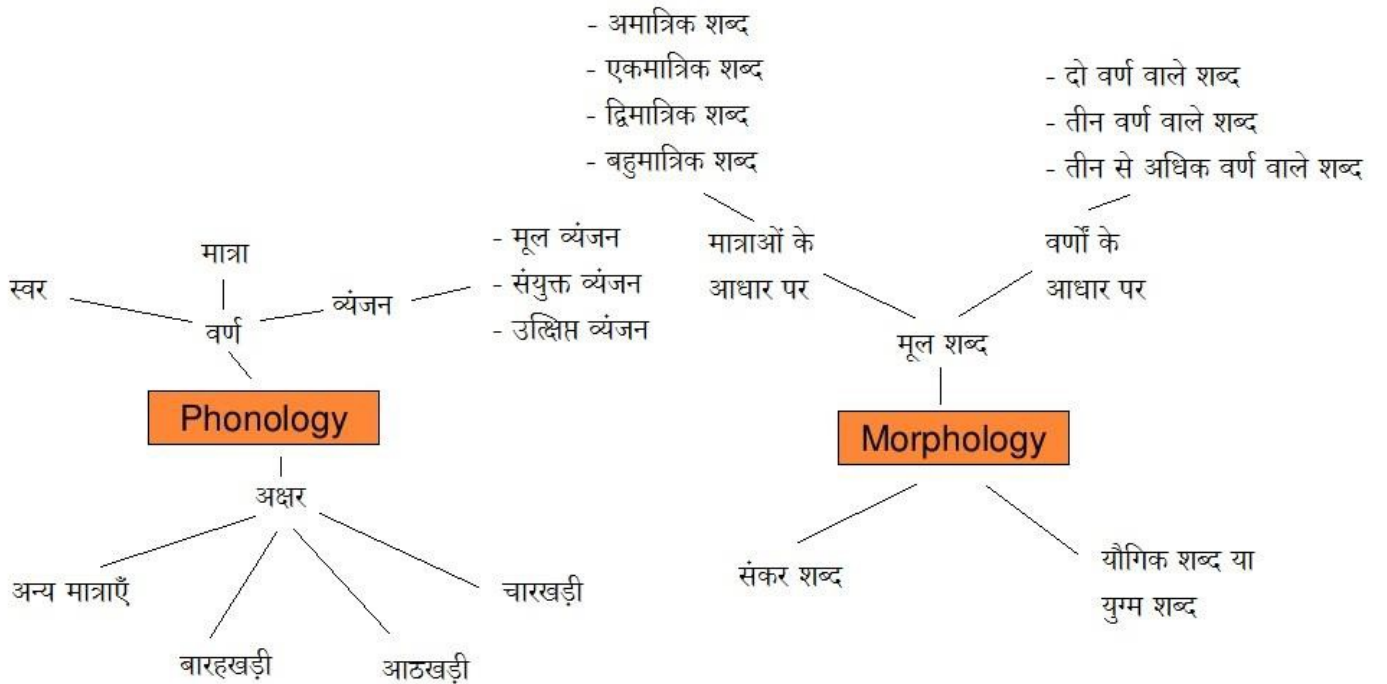 - अमात्रिक शब्द
- एकमात्रिक शब्द
- द्विमात्रिक शब्द
- बहुमात्रिक शब्द
- दो वर्ण वाले शब्द
- तीन वर्ण वाले शब्द
- तीन से अधिक वर्ण वाले शब्द
मात्राओं के
आधार पर
वर्णों के
आधार पर
मूल शब्द
Morphology
संकर शब्द
यौगिक शब्द या
युग्म शब्द
स्वर
मात्रा
व्यंजन
- मूल व्यंजन
- संयुक्त व्यंजन
- उत्क्षिप्त व्यंजन
वर्ण
Phonology
अक्षर
अन्य मात्राएँ
बारहखड़ी
आठखड़ी
चारखड़ी